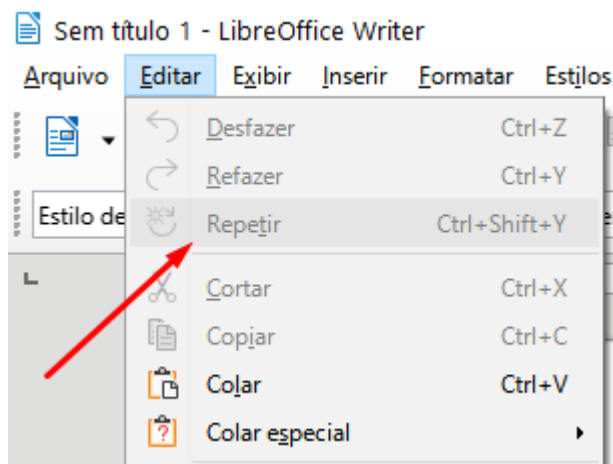 Sem título 1 - LibreOffice Writer
Arquivo Editar Exibir Inserir Formatar Estilos
Desfazer Ctrl+Z
Refazer Ctrl+Y
Estilo de
Repetir Ctrl+Shift+Y
Cortar Ctrl+X
Copiar Ctrl+C
Colar Ctrl+V
Colar especial